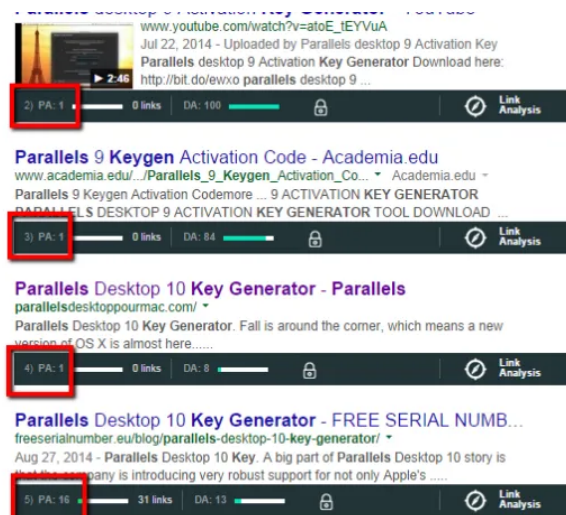 Parallels desktop 9 Activation Key Generator - YouTube
www.youtube.com/watch?v=atoE_tEYVuA
Jul 22, 2014 - Uploaded by Parallels desktop 9 Activation Key
Parallels desktop 9 Activation Key Generator Download here:
http://bit.do/ewxo parallels desktop 9 ...
2:46
2) PA: 1 0 links DA: 100 Link Analysis
Parallels 9 Keygen Activation Code - Academia.edu
www.academia.edu/.../Parallels_9_Keygen_Activation_Co... Academia.edu
Parallels 9 Keygen Activation Codemore ... 9 ACTIVATION KEY GENERATOR
PARALLELS DESKTOP 9 ACTIVATION KEY GENERATOR TOOL DOWNLOAD ...
3) PA: 1 0 links DA: 84 Link Analysis
Parallels Desktop 10 Key Generator - Parallels
parallelsdesktoppourmac.com/
Parallels Desktop 10 Key Generator. Fall is around the corner, which means a new
version of OS X is almost here......
4) PA: 1 0 links DA: 8 Link Analysis
Parallels Desktop 10 Key Generator - FREE SERIAL NUMB...
freeserialnumber.eu/blog/parallels-desktop-10-key-generator/
Aug 27, 2014 - Parallels Desktop 10 Key. A big part of Parallels Desktop 10 story is
that the company is introducing very robust support for not only Apple's .....
5) PA: 16 31 links DA: 13 Link Analysis